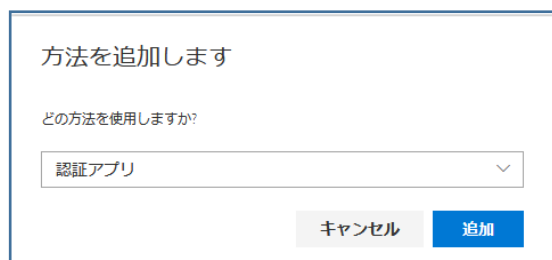 方法を追加します
どの方法を使用しますか?
認証アプリ
キャンセル 追加